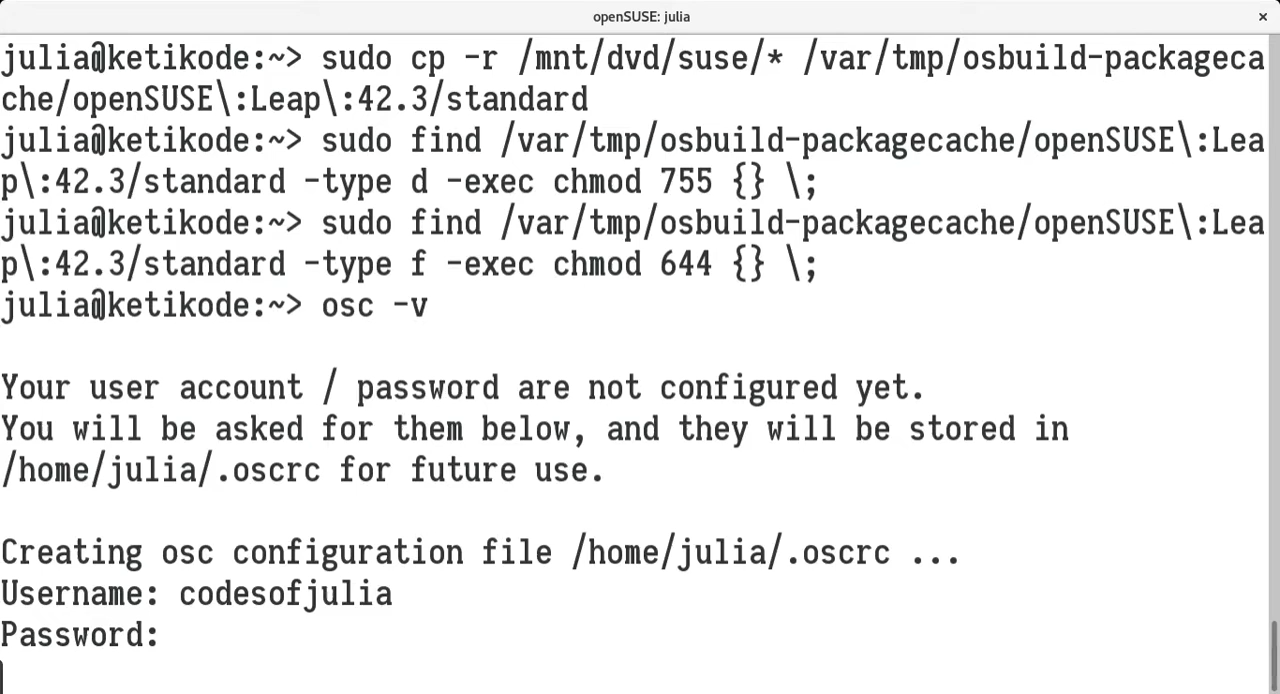 openSUSE: julia
×
julia@ketikode:~> sudo cp -r /mnt/dvd/suse/* /var/tmp/osbuild-packageca
che/openSUSE\:Leap\:42.3/standard
julia@ketikode:~> sudo find /var/tmp/osbuild-packagecache/openSUSE\:Lea
p\:42.3/standard -type d -exec chmod 755 {} \;
julia@ketikode:~> sudo find /var/tmp/osbuild-packagecache/openSUSE\:Lea
p\:42.3/standard -type f -exec chmod 644 {} \;
julia@ketikode:~> osc -v
Your user account / password are not configured yet.
You will be asked for them below, and they will be stored in
/home/julia/.oscrc for future use.
Creating osc configuration file /home/julia/.oscrc ...
Username: codesofjulia
Password: